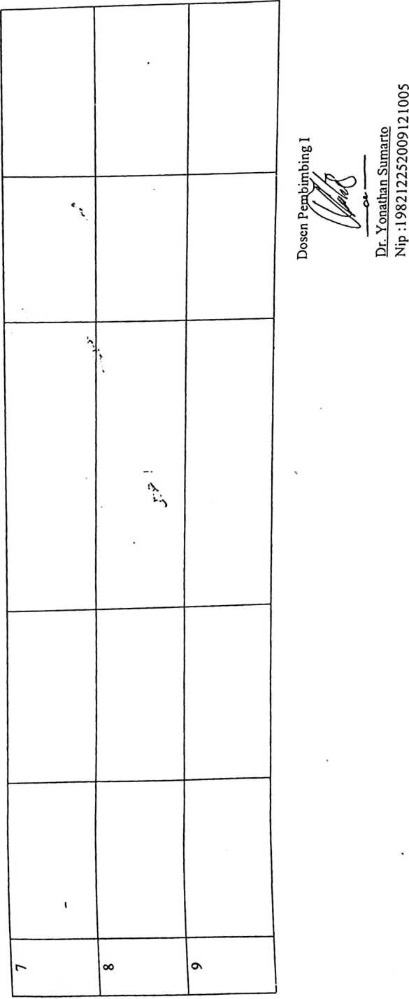 7
8
9
Dosen Pembimbing I
Dr. Yonathan Sumarto
Nip :198212252009121005